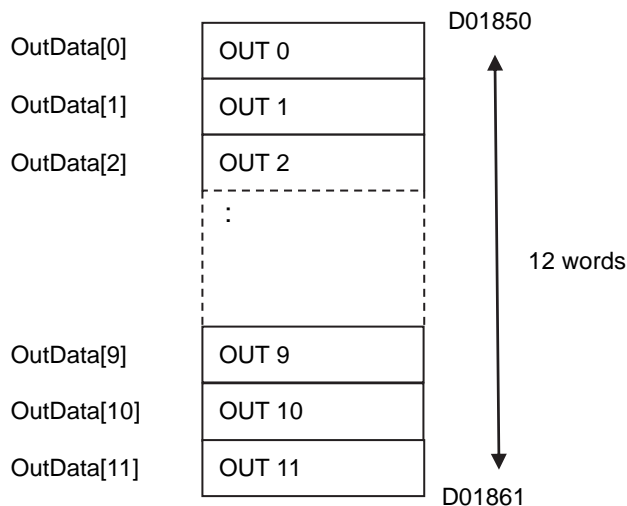 D01850
OutData[0] OUT 0
OutData[1] OUT 1
OutData[2] OUT 2
:
12 words
OutData[9] OUT 9
OutData[10] OUT 10
OutData[11] OUT 11
D01861